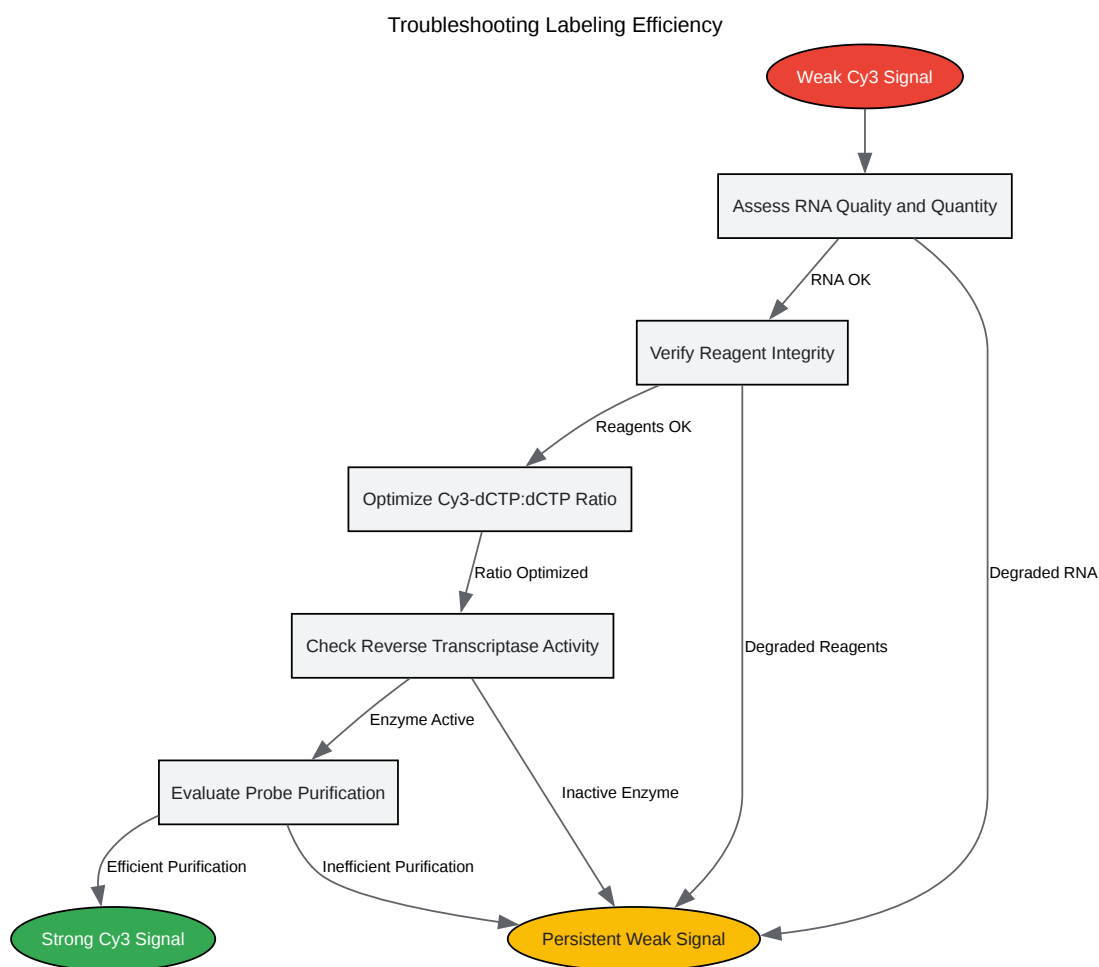 Troubleshooting Labeling Efficiency
Weak Cy3 Signal
Assess RNA Quality and Quantity
RNA OK
Verify Reagent Integrity
Reagents OK
Optimize Cy3-dCTP:dCTP Ratio
Ratio Optimized
Degraded RNA
Check Reverse Transcriptase Activity
Degraded Reagents
Enzyme Active
Evaluate Probe Purification
Inactive Enzyme
Efficient Purification
Inefficient Purification
Strong Cy3 Signal
Persistent Weak Signal